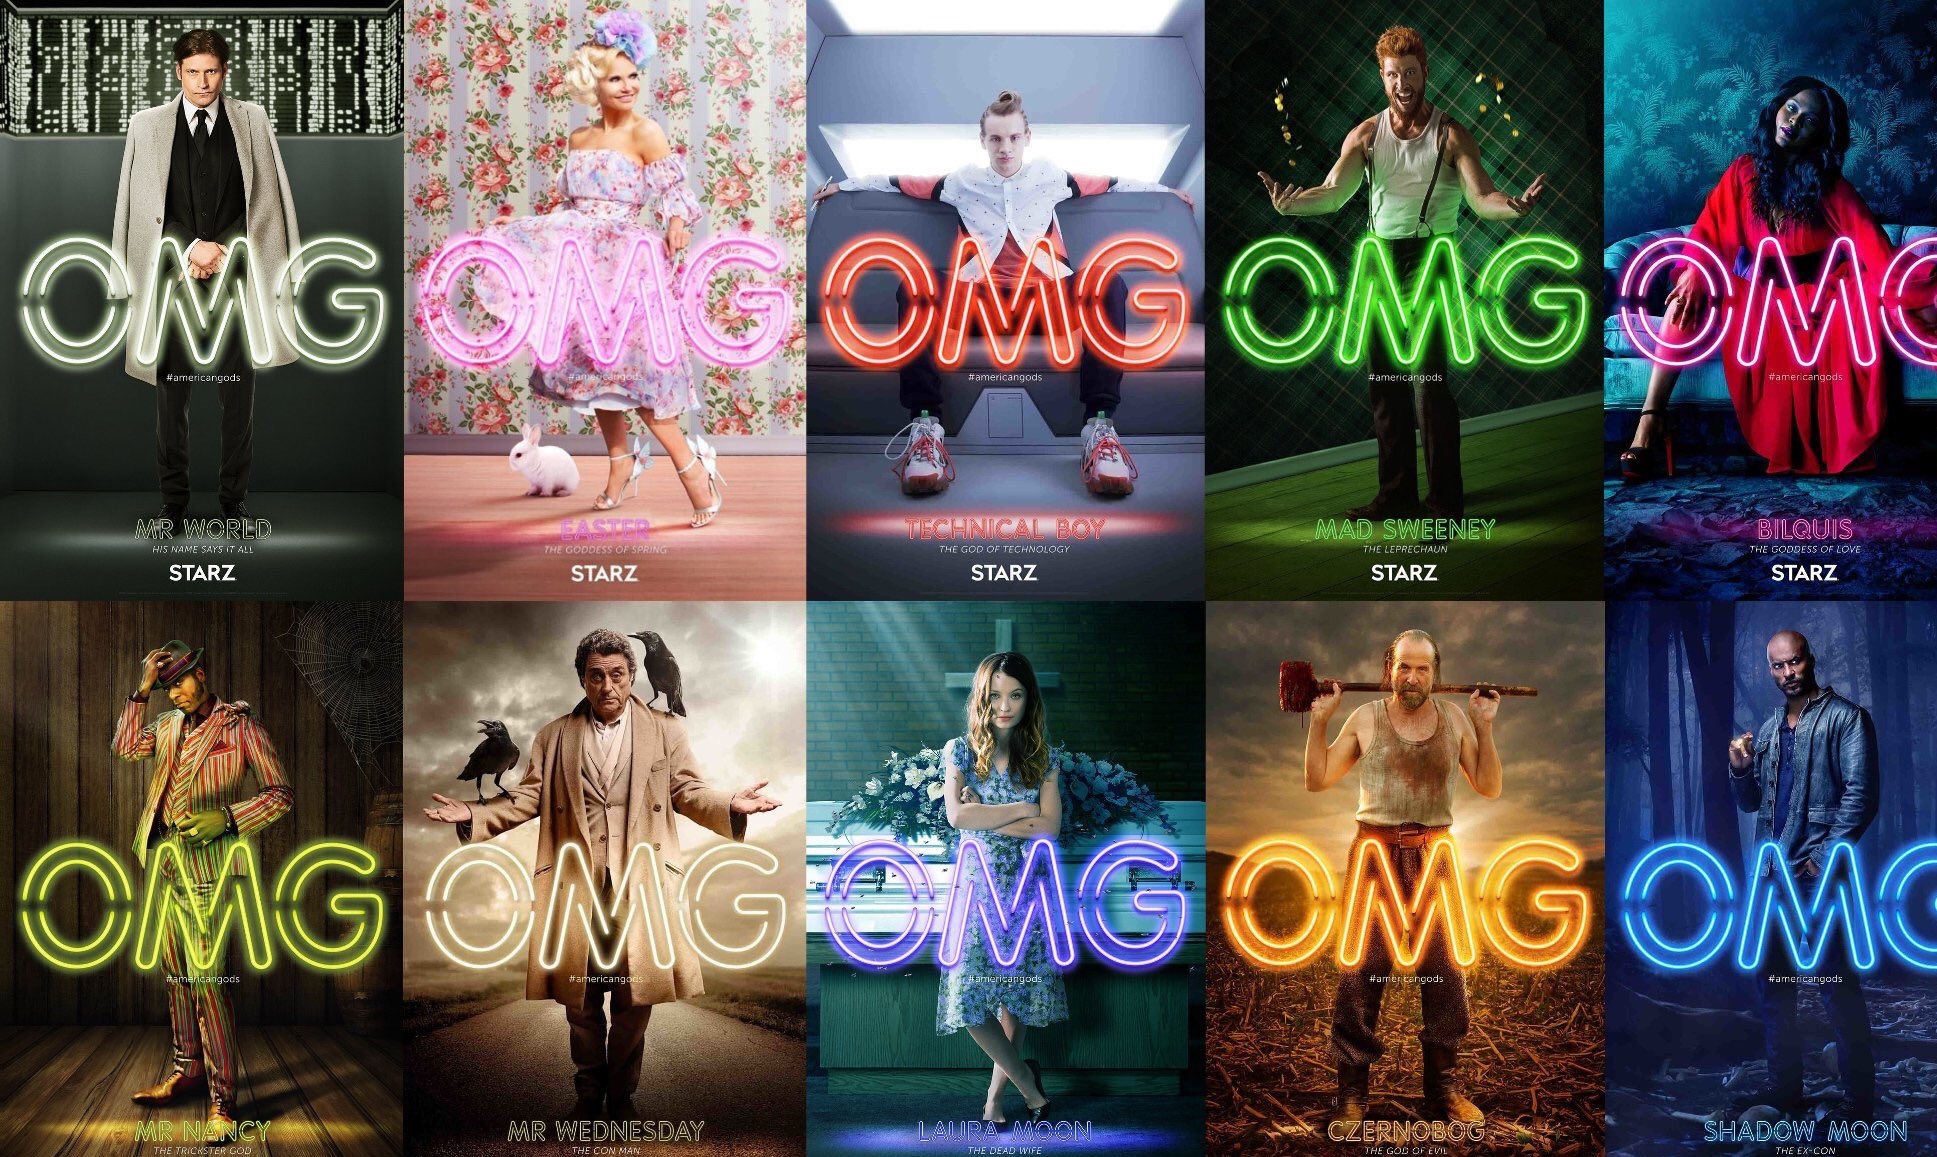 OMG
#americangods
MR WORLD
HIS NAME SAYS IT ALL
STARZ
OMG
#americangods
EASTER
THE GODDESS OF SPRING
STARZ
OMG
#americangods
TECHNICAL BOY
THE GOD OF TECHNOLOGY
STARZ
OMG
#americangods
MAD SWEENEY
THE LEPRECHAUN
STARZ
OMG
#americangods
BILQUIS
THE GODDESS OF LOVE
STARZ
OMG
#americangods
MR NANCY
THE TRICKSTER GOD
OMG
#americangods
MR WEDNESDAY
THE CON MAN
OMG
#americangods
LAURA MOON
THE DEAD WIFE
OMG
#americangods
CZERNOBOG
THE GOD OF EVIL
OMG
#americangods
SHADOW MOON
THE EX-CON